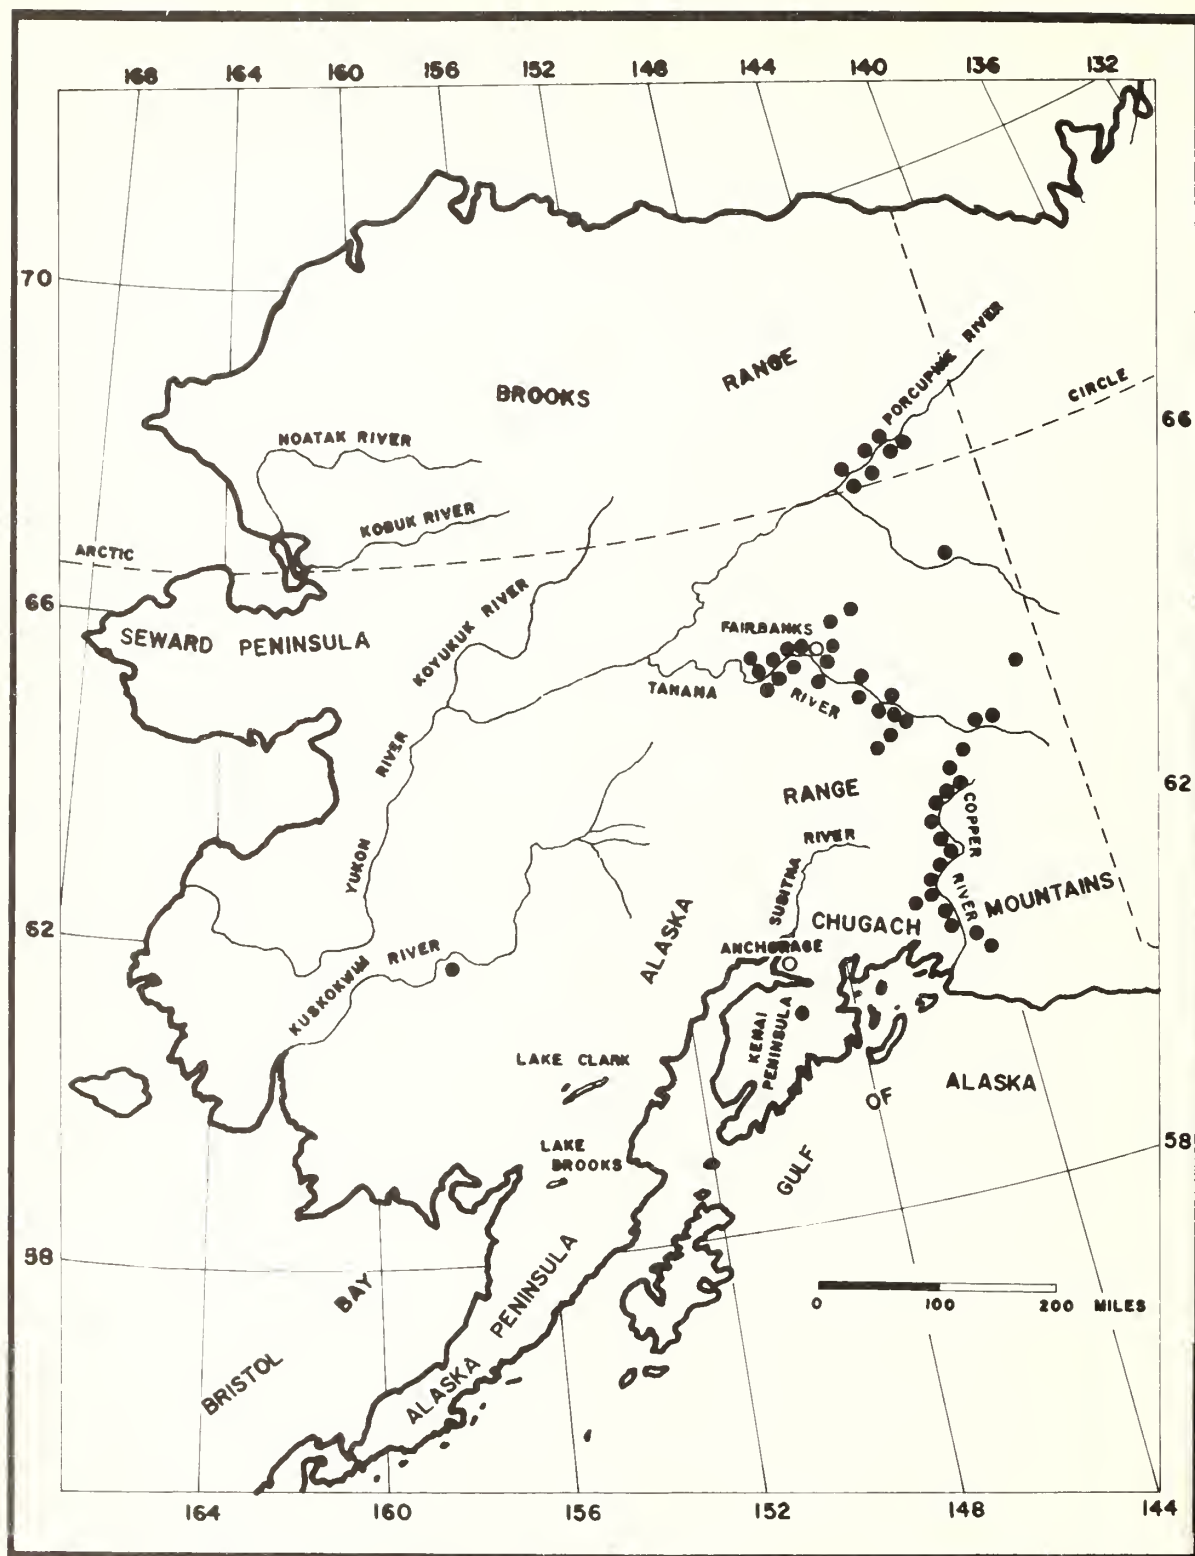 168 164 160 156 152 148 144 140 136 132
70
BROOKS RANGE
PORCUPINE RIVER
CIRCLE
66
NOATAK RIVER
KOBUK RIVER
ARCTIC
66
SEWARD PENINSULA
KOYUKUK RIVER
FAIRBANKS
TANANA RIVER
YUKON RIVER
RANGE
62
COPPER RIVER
SUSITNA RIVER
MOUNTAINS
CHUGACH
62
ALASKA
ANCHORAGE
KUSKOKWIM RIVER
KENAI
PENINSULA
LAKE CLARK
ALASKA
OF
GULF
58
LAKE
BROOKS
58
BAY
BRISTOL
PENINSULA
ALASKA
0 100 200 MILES
164 160 156 152 148 144